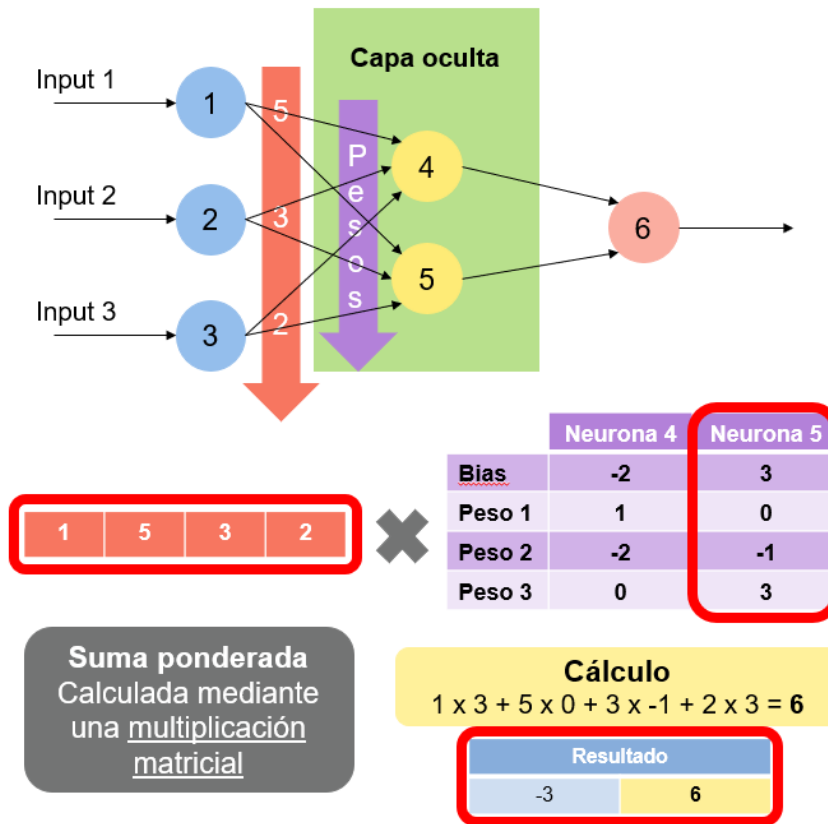 Capa oculta
Input 1
1
5
Pesos
4
Input 2
2
3
6
5
Input 3
3
2
Neurona 4 Neurona 5
Bias -2 3
Peso 1 1 0
Peso 2 -2 -1
Peso 3 0 3
1 5 3 2
Suma ponderada
Calculada mediante
una multiplicación
matricial
Cálculo
1 x 3 + 5 x 0 + 3 x -1 + 2 x 3 = 6
Resultado
-3 6